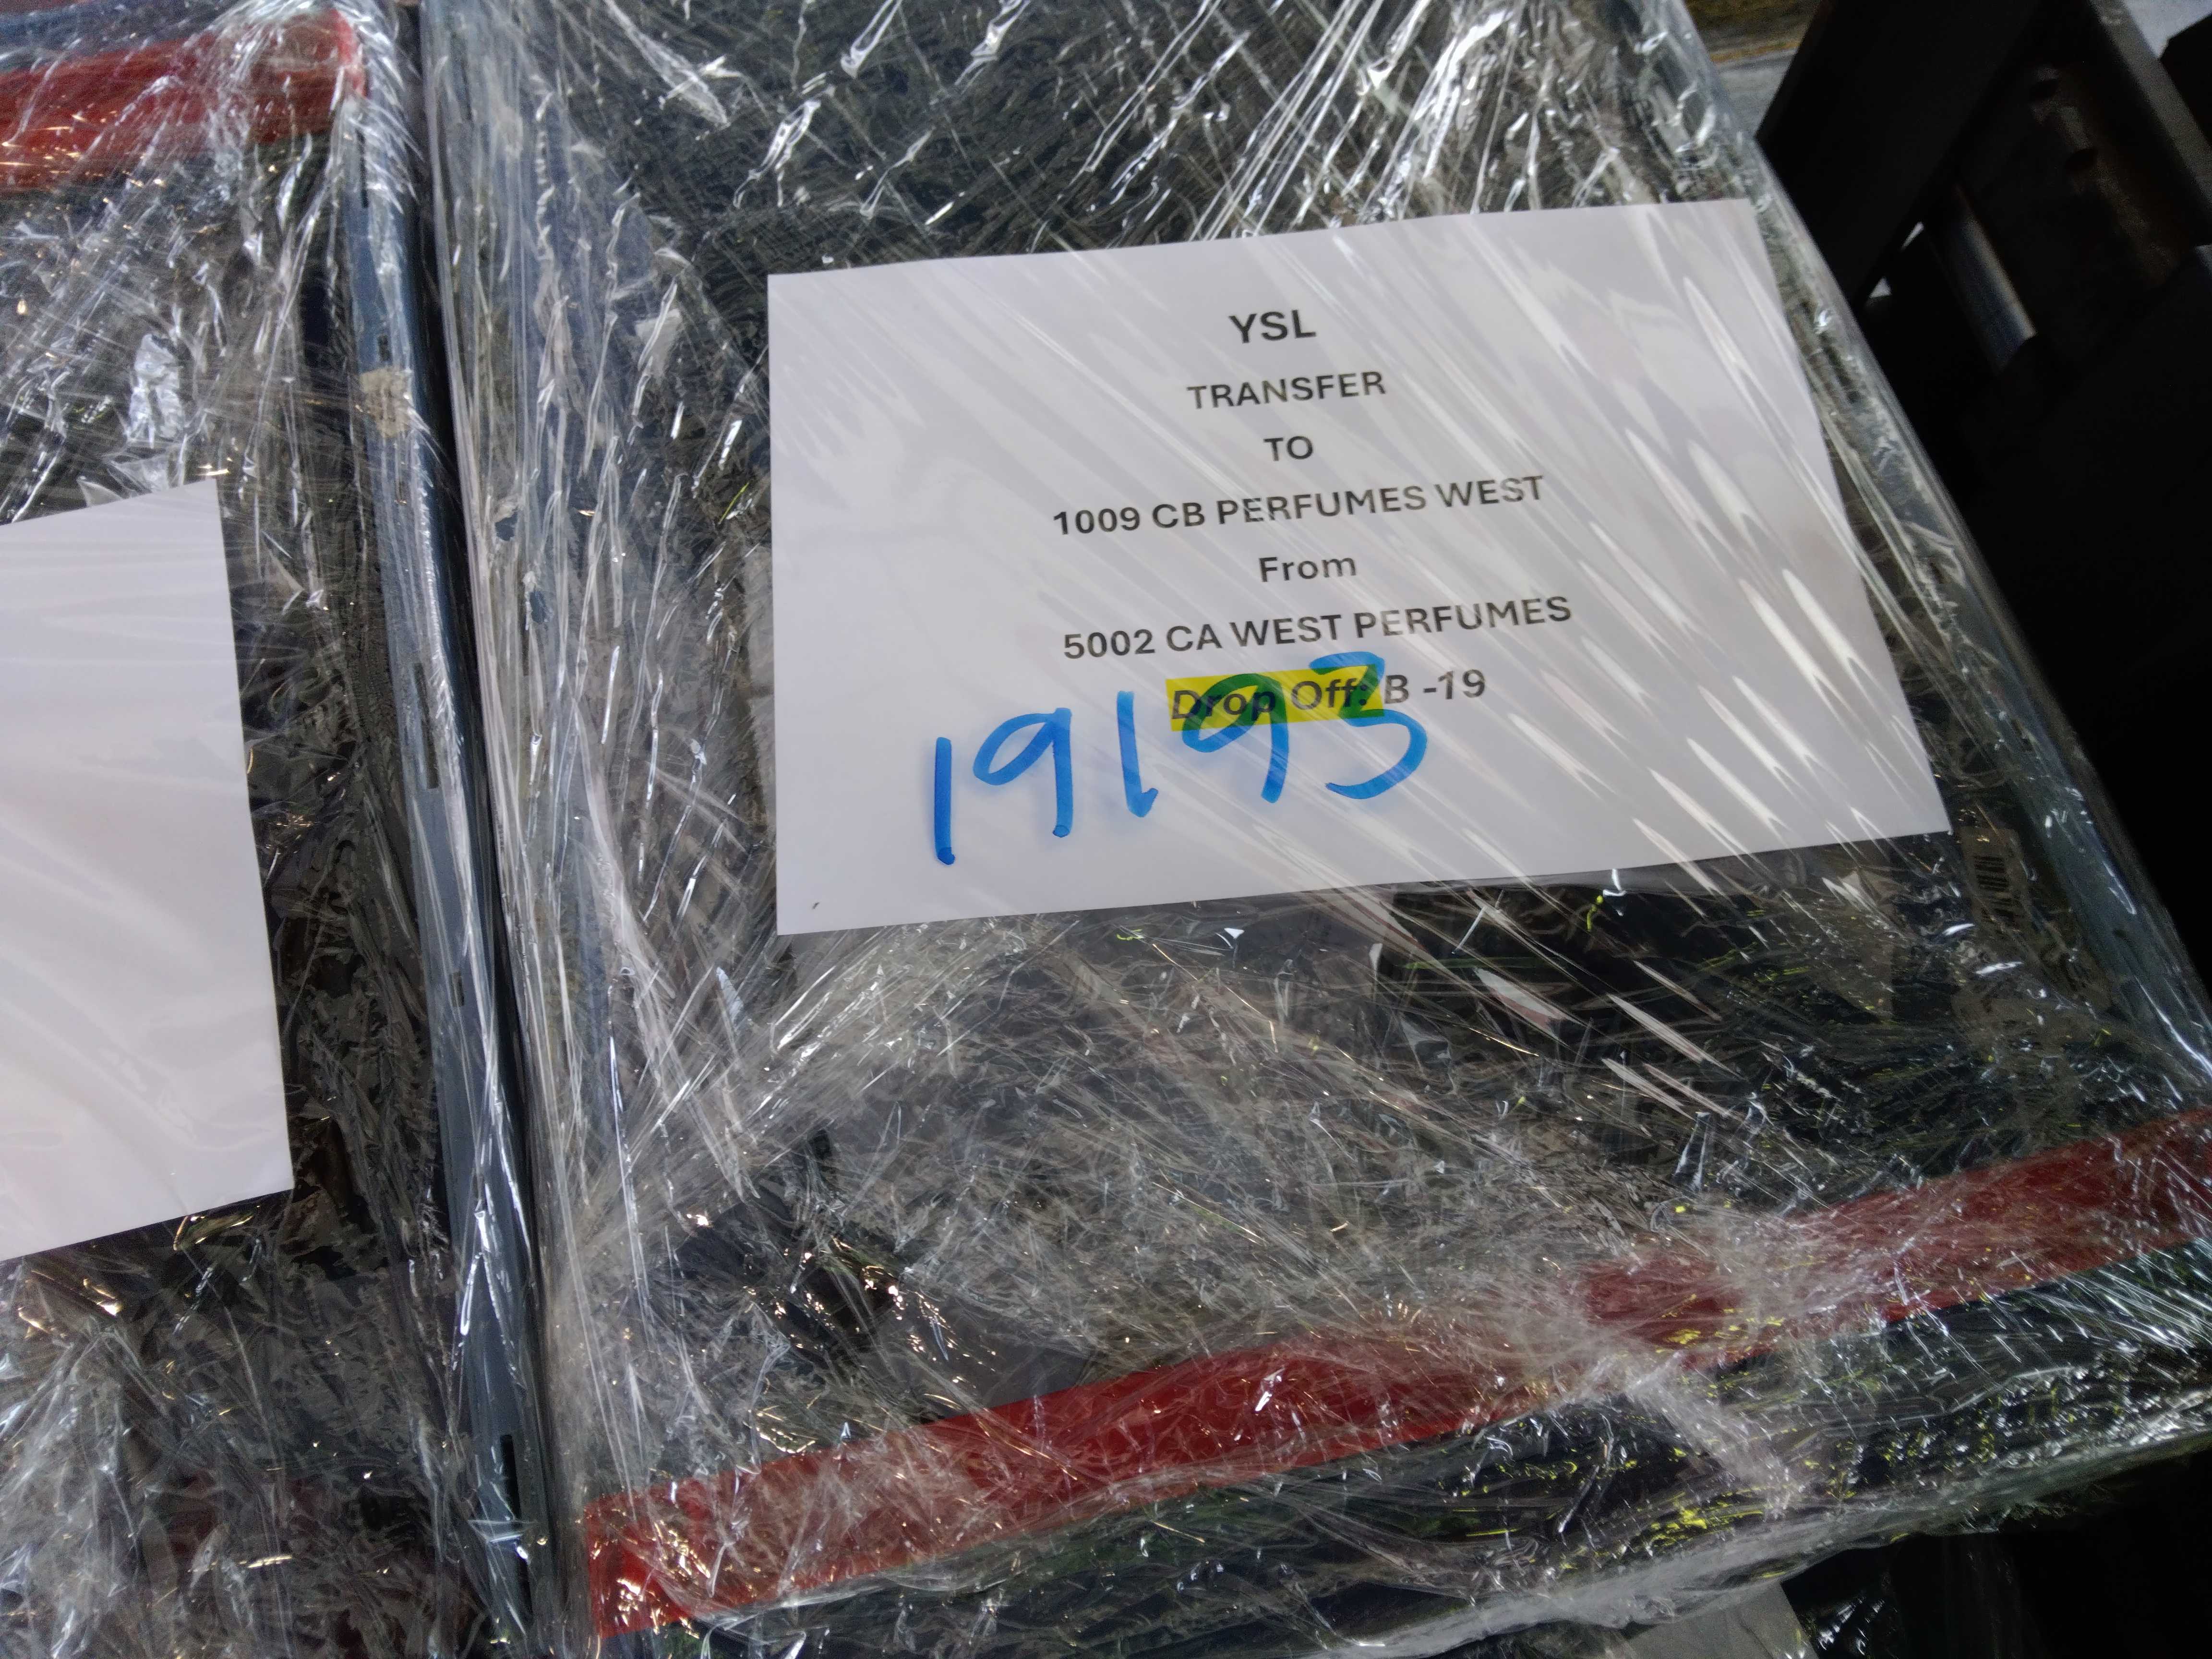 YSL
TRANSFER
TO
1009 CB PERFUMES WEST
From
5002 CA WEST PERFUMES
Drop Off: B -19
19193